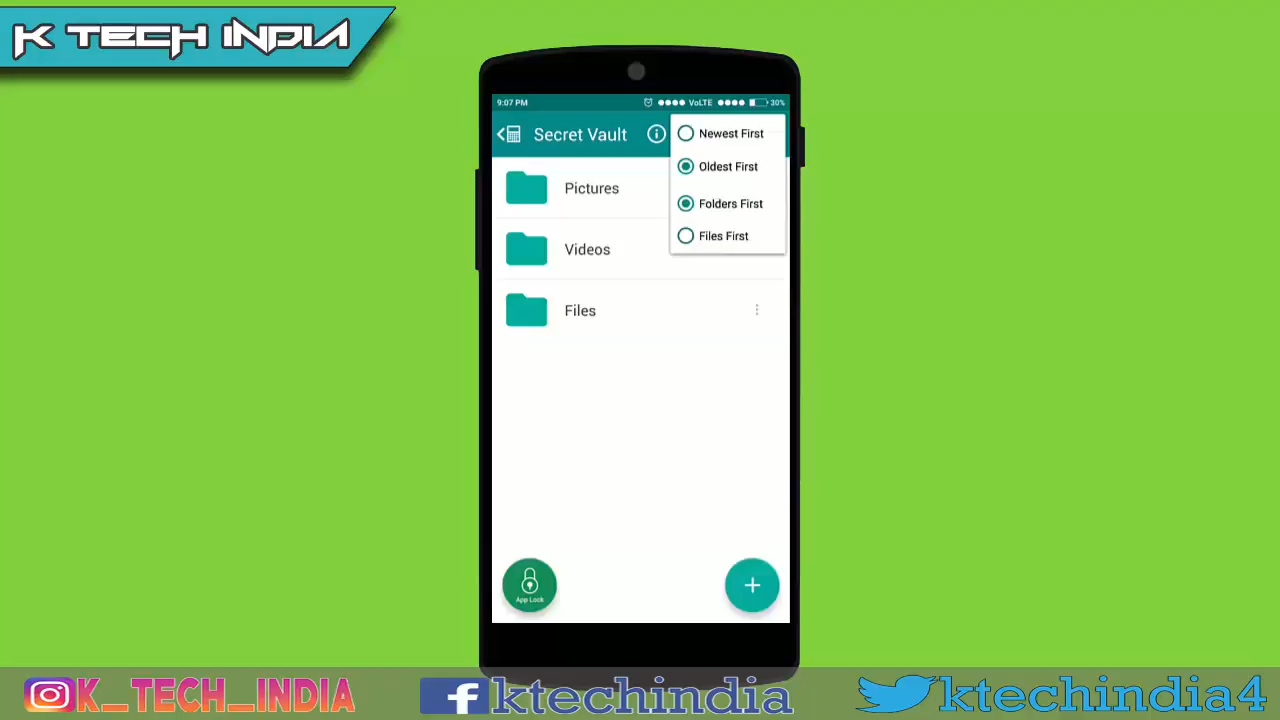 K TECH INDIA
9:07 PM VoLTE 30%
Secret Vault
Newest First
Oldest First
Folders First
Files First
Pictures
Videos
Files
App Lock
K_TECH_INDIA
ktechindia
ktechindia4